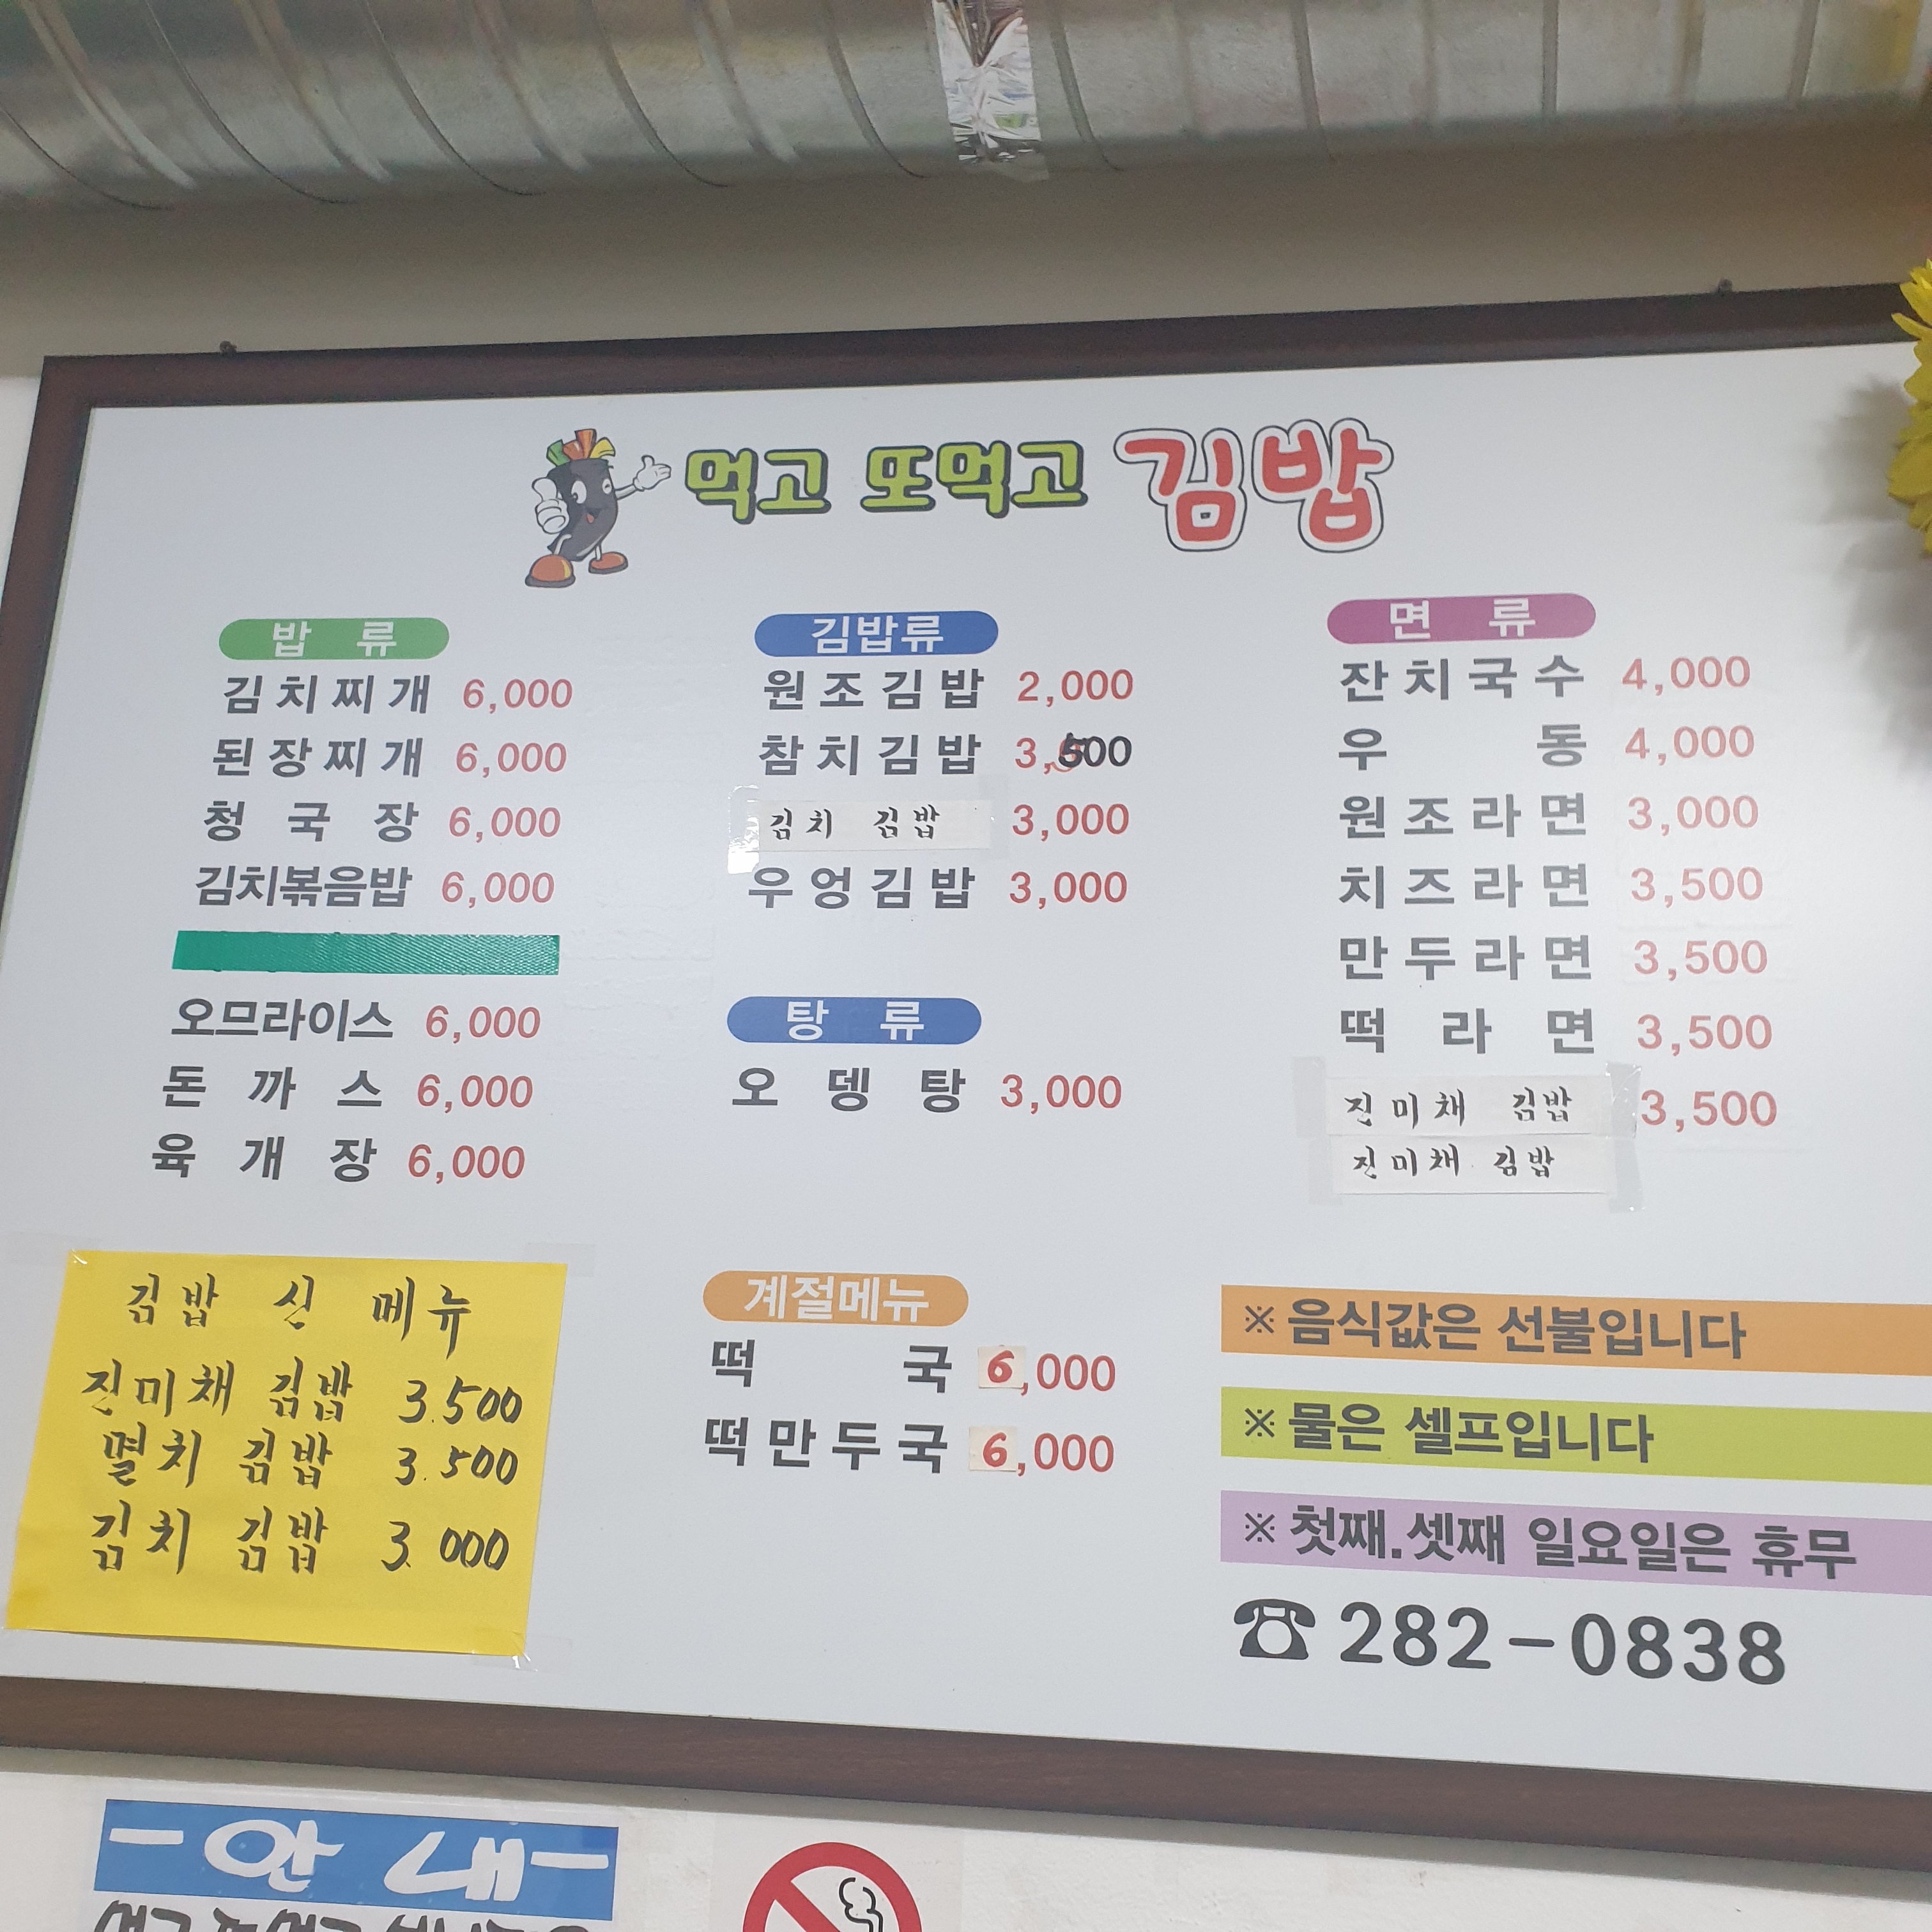 먹고 또먹고 김밥
밥 류
김치찌개 6,000
된장찌개 6,000
청국장 6,000
김치볶음밥 6,000
오므라이스 6,000
돈까스 6,000
육개장 6,000
김밥류
원조김밥 2,000
참치김밥 3,500
김치 김밥 3,000
우엉김밥 3,000
탕 류
오뎅탕 3,000
면 류
잔치국수 4,000
우동 4,000
원조라면 3,000
치즈라면 3,500
만두라면 3,500
떡라면 3,500
진미채 김밥 3,500
진미채 김밥
김밥 신 메뉴
진미채 김밥 3.500
멸치 김밥 3.500
김치 김밥 3.000
계절메뉴
떡국 6,000
떡만두국 6,000
※ 음식값은 선불입니다
※ 물은 셀프입니다
※ 첫째.셋째 일요일은 휴무
☎ 282-0838
-안 내-